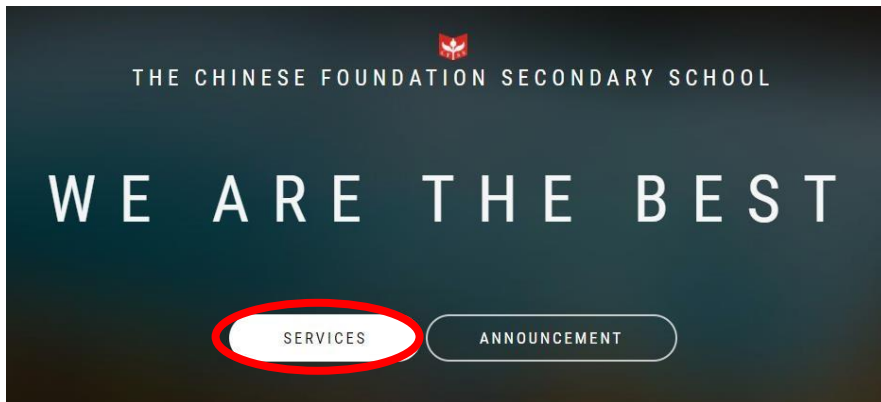 THE CHINESE FOUNDATION SECONDARY SCHOOL
WE ARE THE BEST
SERVICES
ANNOUNCEMENT